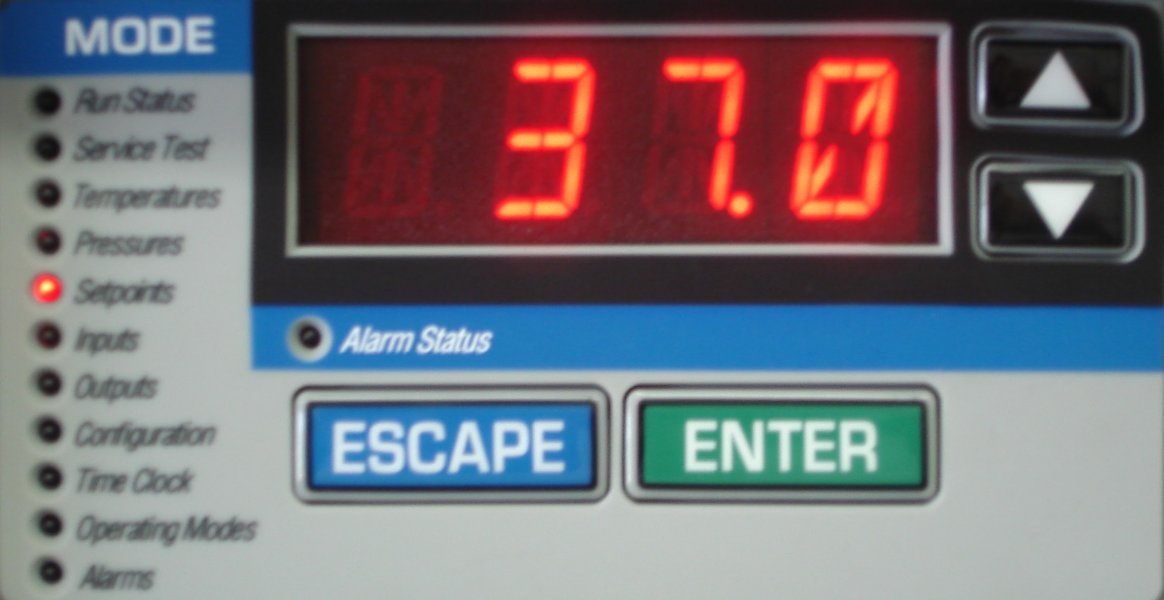 MODE
Run Status
Service Test
Temperatures
Pressures
Setpoints
Inputs
Outputs
Configuration
Time Clock
Operating Modes
Alarms
37.0
Alarm Status
ESCAPE
ENTER